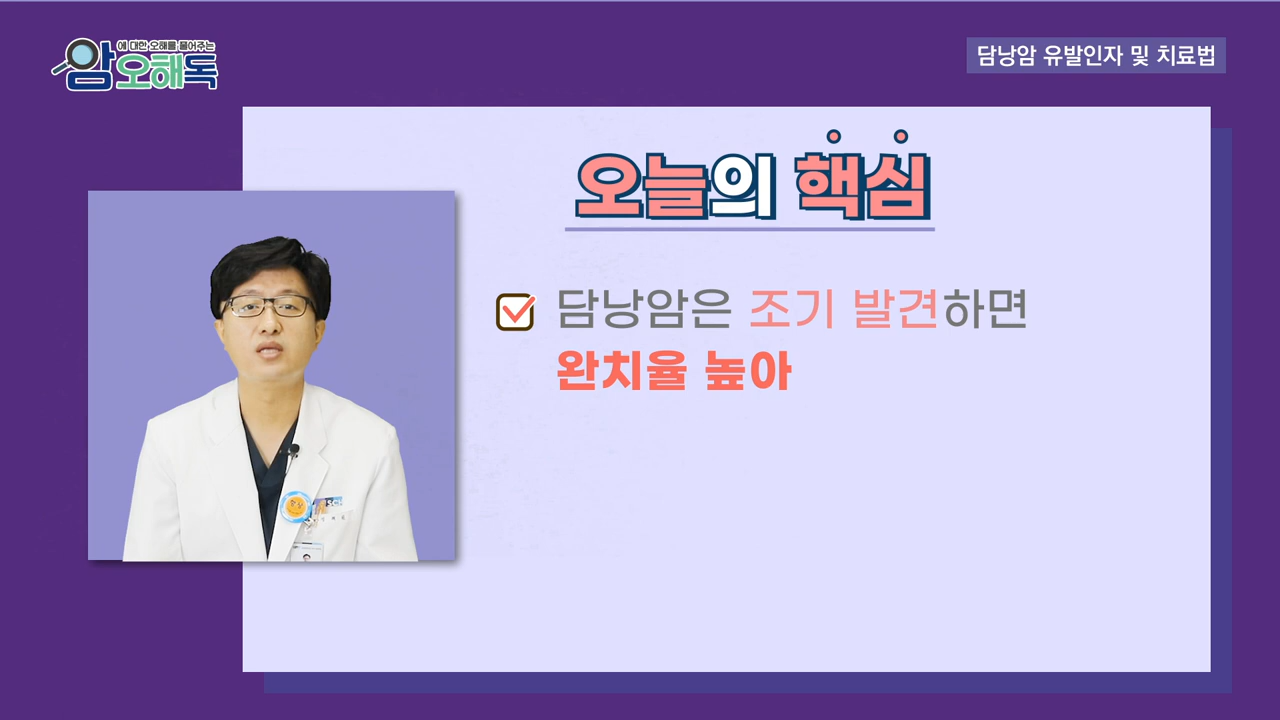 에 대한 오해를 풀어주는
암오해독
담낭암 유발인자 및 치료법
오늘의 핵심
담낭암은 조기 발견하면
완치율 높아